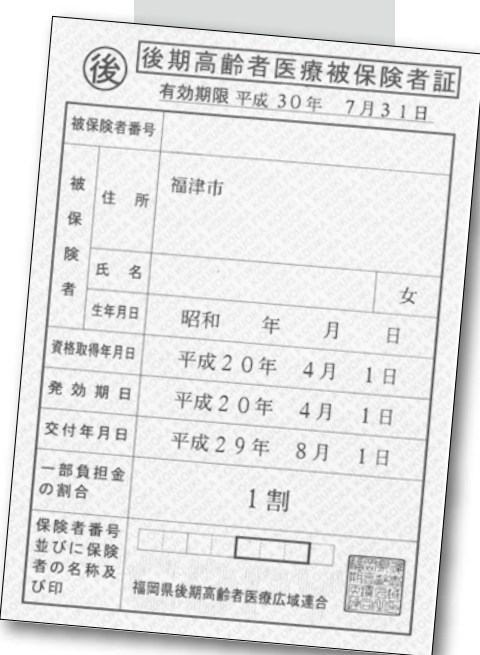 後
後期高齢者医療被保険者証
有効期限 平成30年 7月31日
被保険者番号
被保険者
住 所
福津市
氏 名
女
生年月日
昭和 年 月 日
資格取得年月日
平成20年 4月 1日
発効期日
平成20年 4月 1日
交付年月日
平成29年 8月 1日
一部負担金
の割合
1割
保険者番号
並びに保険
者の名称及
び印
福岡県後期高齢者医療広域連合